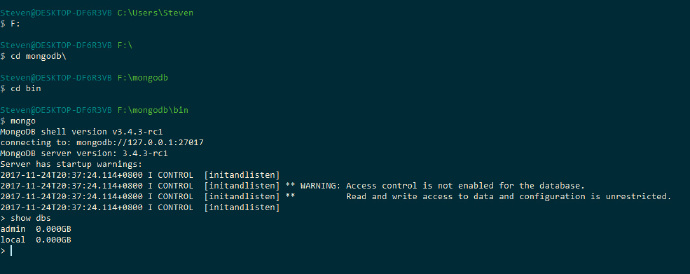 Steven@DESKTOP-DF6R3VB C:\Users\Steven
$ F:
Steven@DESKTOP-DF6R3VB F:\
$ cd mongodb\
Steven@DESKTOP-DF6R3VB F:\mongodb
$ cd bin
Steven@DESKTOP-DF6R3VB F:\mongodb\bin
$ mongo
MongoDB shell version v3.4.3-rc1
connecting to: mongodb://127.0.0.1:27017
MongoDB server version: 3.4.3-rc1
Server has startup warnings:
2017-11-24T20:37:24.114+0800 I CONTROL  [initandlisten]
2017-11-24T20:37:24.114+0800 I CONTROL  [initandlisten] ** WARNING: Access control is not enabled for the database.
2017-11-24T20:37:24.114+0800 I CONTROL  [initandlisten] **          Read and write access to data and configuration is unrestricted.
2017-11-24T20:37:24.114+0800 I CONTROL  [initandlisten]
> show dbs
admin  0.000GB
local  0.000GB
>